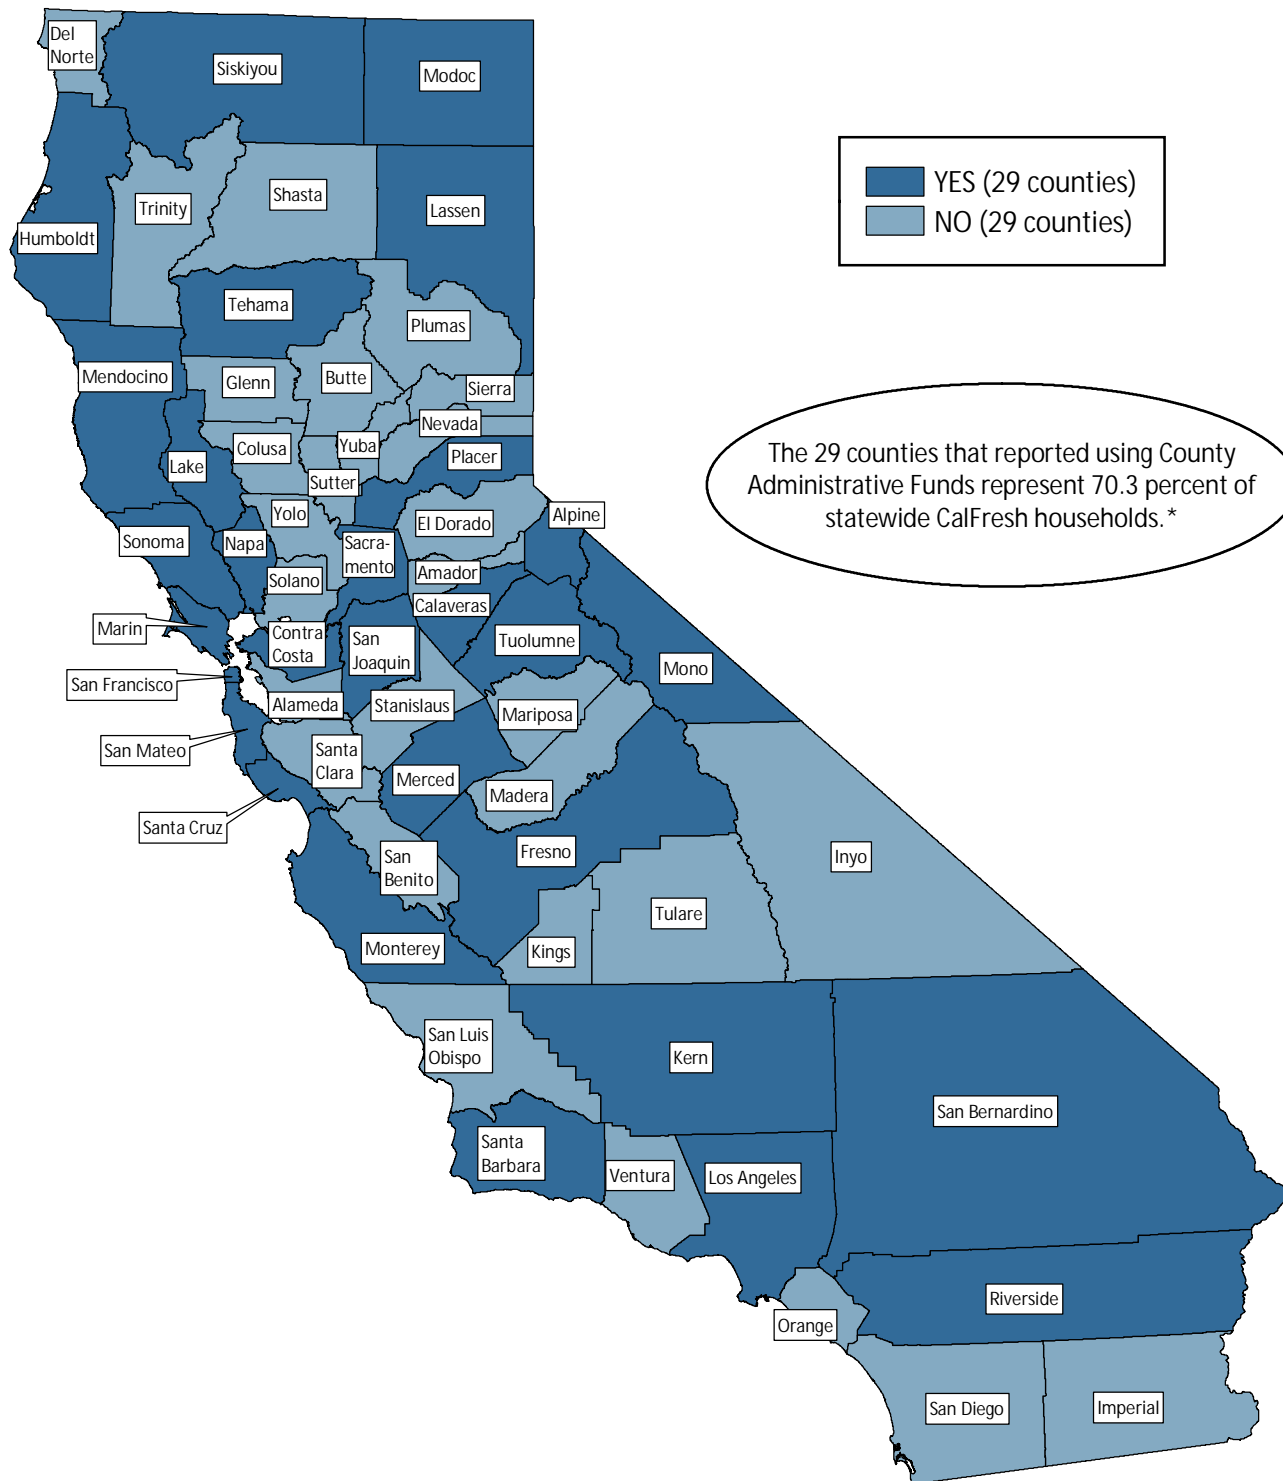 Del
Norte
Siskiyou
Modoc
YES (29 counties)
NO (29 counties)
Trinity
Shasta
Lassen
Humboldt
Tehama
Plumas
Mendocino
Glenn
Butte
Sierra
Nevada
Colusa
Yuba
Placer
Lake
Sutter
The 29 counties that reported using County
Administrative Funds represent 70.3 percent of
statewide CalFresh households.*
Yolo
El Dorado
Alpine
Sonoma
Napa
Sacra-
mento
Solano
Amador
Calaveras
Marin
Contra
Costa
San
Joaquin
Tuolumne
Mono
San Francisco
Alameda
Stanislaus
Mariposa
San Mateo
Santa
Clara
Merced
Madera
Santa Cruz
Fresno
Inyo
San
Benito
Tulare
Monterey
Kings
San Luis
Obispo
Kern
San Bernardino
Santa
Barbara
Ventura
Los Angeles
Riverside
Orange
San Diego
Imperial